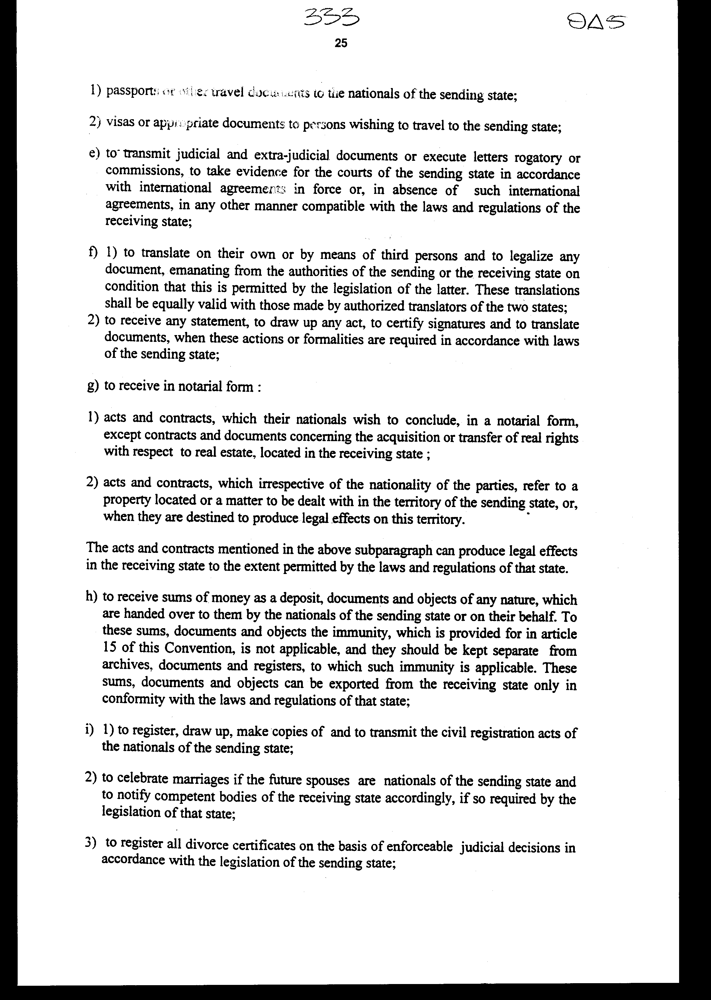 333
ΘΔ5
25
1) passports or other travel documents to the nationals of the sending state;
2) visas or appropriate documents to persons wishing to travel to the sending state;
e) to transmit judicial and extra-judicial documents or execute letters rogatory or
commissions, to take evidence for the courts of the sending state in accordance
with international agreements in force or, in absence of such international
agreements, in any other manner compatible with the laws and regulations of the
receiving state;
f) 1) to translate on their own or by means of third persons and to legalize any
document, emanating from the authorities of the sending or the receiving state on
condition that this is permitted by the legislation of the latter. These translations
shall be equally valid with those made by authorized translators of the two states;
2) to receive any statement, to draw up any act, to certify signatures and to translate
documents, when these actions or formalities are required in accordance with laws
of the sending state;
g) to receive in notarial form :
1) acts and contracts, which their nationals wish to conclude, in a notarial form,
except contracts and documents concerning the acquisition or transfer of real rights
with respect to real estate, located in the receiving state ;
2) acts and contracts, which irrespective of the nationality of the parties, refer to a
property located or a matter to be dealt with in the territory of the sending state, or,
when they are destined to produce legal effects on this territory.
The acts and contracts mentioned in the above subparagraph can produce legal effects
in the receiving state to the extent permitted by the laws and regulations of that state.
h) to receive sums of money as a deposit, documents and objects of any nature, which
are handed over to them by the nationals of the sending state or on their behalf. To
these sums, documents and objects the immunity, which is provided for in article
15 of this Convention, is not applicable, and they should be kept separate from
archives, documents and registers, to which such immunity is applicable. These
sums, documents and objects can be exported from the receiving state only in
conformity with the laws and regulations of that state;
i) 1) to register, draw up, make copies of and to transmit the civil registration acts of
the nationals of the sending state;
2) to celebrate marriages if the future spouses are nationals of the sending state and
to notify competent bodies of the receiving state accordingly, if so required by the
legislation of that state;
3) to register all divorce certificates on the basis of enforceable judicial decisions in
accordance with the legislation of the sending state;